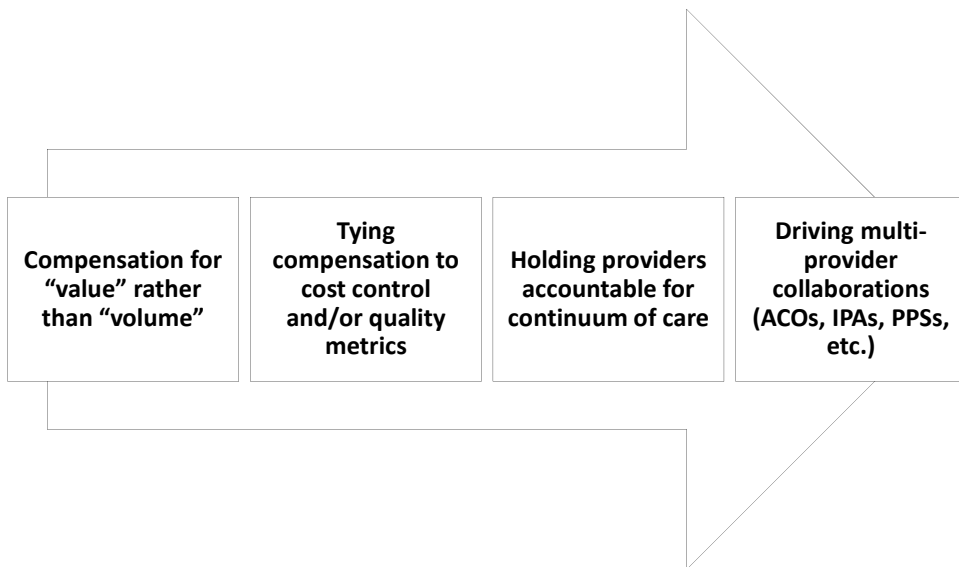 Compensation for
“value” rather
than “volume”
Tying
compensation to
cost control
and/or quality
metrics
Holding providers
accountable for
continuum of care
Driving multi-
provider
collaborations
(ACOs, IPAs, PPSs,
etc.)